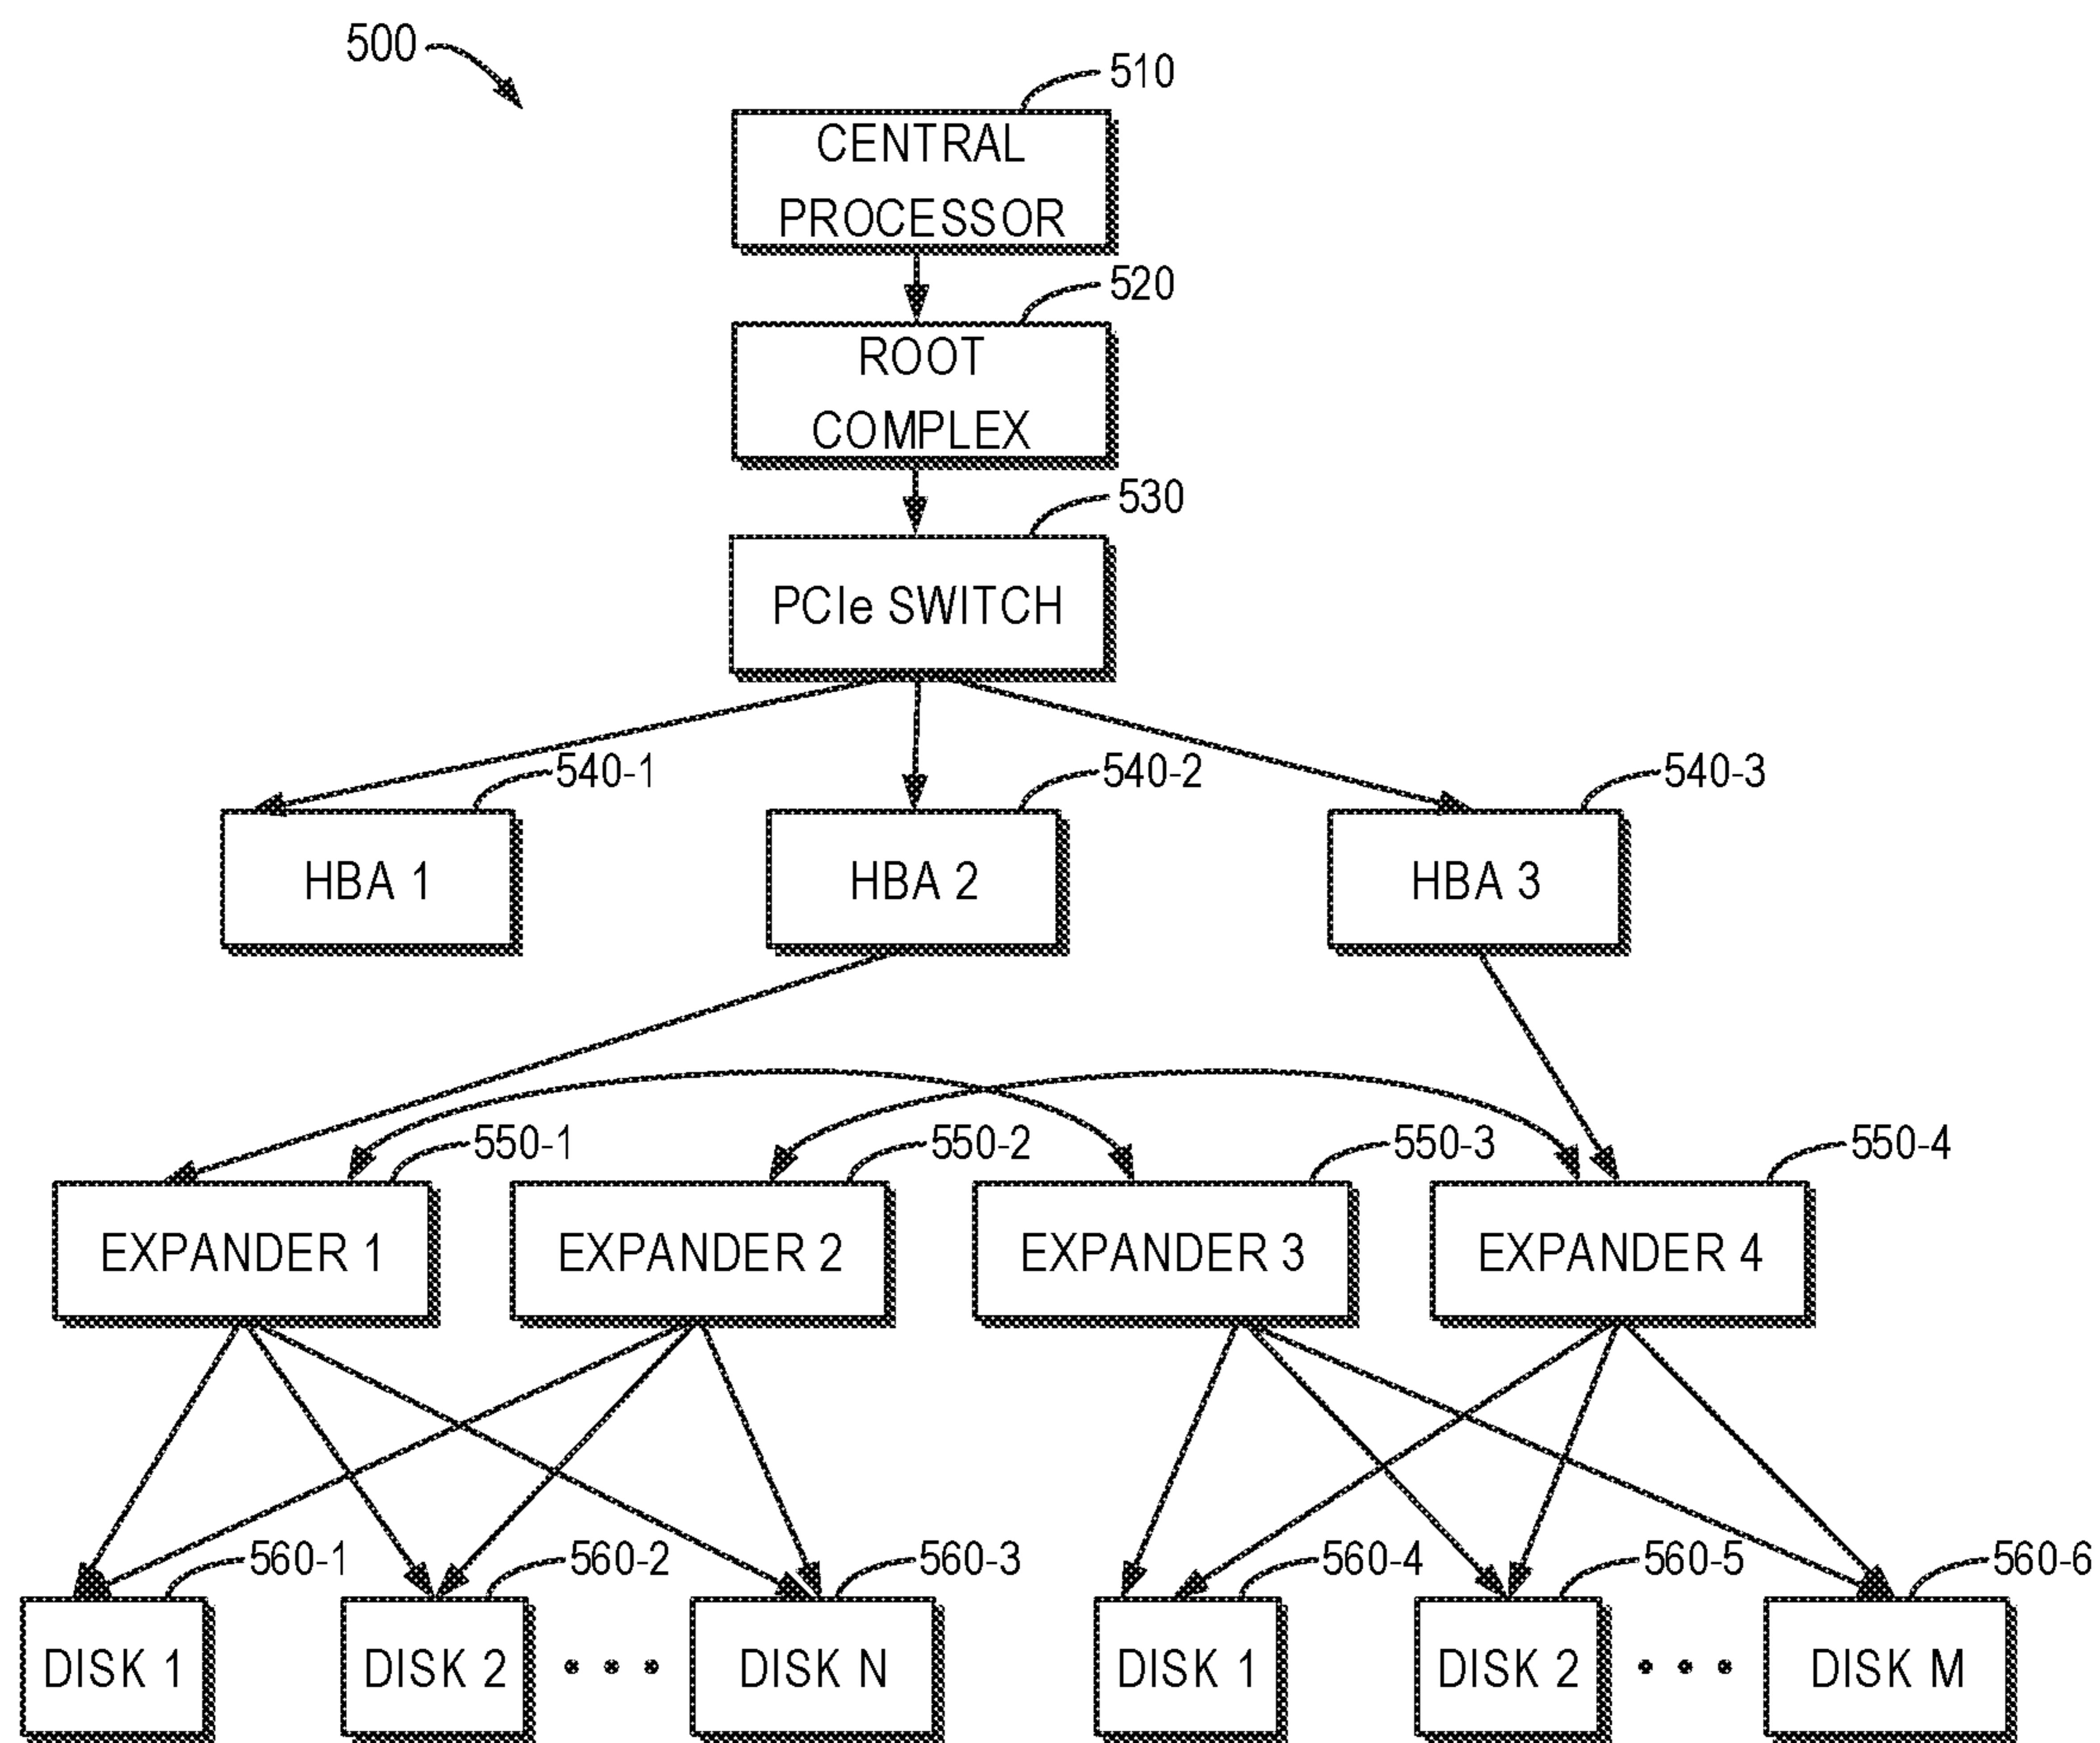 500
510
CENTRAL
PROCESSOR
520
ROOT
COMPLEX
530
PCIe SWITCH
540-1
540-2
540-3
HBA 1
HBA 2
HBA 3
550-1
550-2
550-3
550-4
EXPANDER 1
EXPANDER 2
EXPANDER 3
EXPANDER 4
560-1
560-2
560-3
560-4
560-5
560-6
DISK 1
DISK 2
• • •
DISK N
DISK 1
DISK 2
• • •
DISK M